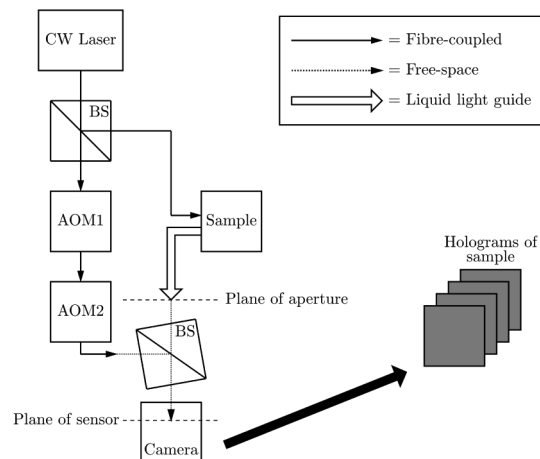 CW Laser
= Fibre-coupled
= Free-space
= Liquid light guide
BS
AOM1
Sample
Holograms of
sample
AOM2
Plane of aperture
BS
Plane of sensor
Camera